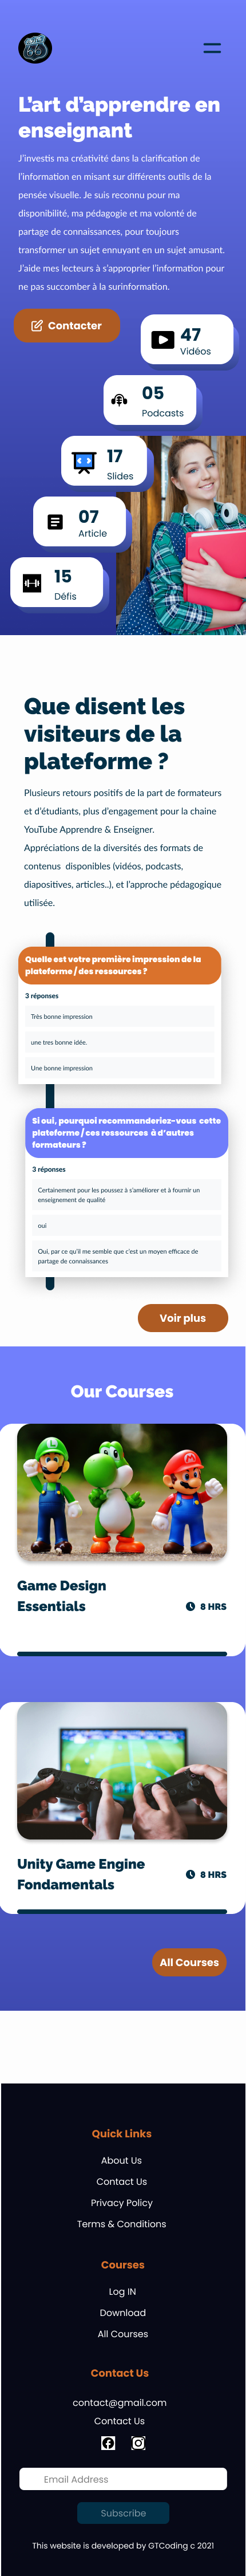 L'art d'apprendre en
enseignant
J'investis ma créativité dans la clarification de
l'information en misant sur différents outils de la
pensée visuelle. Je suis reconnu pour ma
disponibilité, ma pédagogie et ma volonté de
partage de connaissances, pour toujours
transformer un sujet ennuyant en un sujet amusant.
J'aide mes lecteurs à s'approprier l'information pour
ne pas succomber à la surinformation.
Contacter
47
Vidéos
05
Podcasts
17
Slides
07
Article
15
Défis
Que disent les
visiteurs de la
plateforme ?
Plusieurs retours positifs de la part de formateurs
et d'étudiants, plus d'engagement pour la chaine
YouTube Apprendre & Enseigner.
Appréciations de la diversités des formats de
contenus disponibles (vidéos, podcasts,
diapositives, articles..), et l'approche pédagogique
utilisée.
Quelle est votre première impression de la
plateforme / des ressources ?
3 réponses
Très bonne impression
une tres bonne idée.
Une bonne impression
Si oui, pourquoi recommanderiez-vous cette
plateforme / ces ressources à d'autres
formateurs ?
3 réponses
Certainement pour les poussez à s'améliorer et à fournir un
enseignement de qualité
oui
Oui, par ce qu'il me semble que c'est un moyen efficace de
partage de connaissances
Voir plus
Our Courses
Game Design
Essentials
8 HRS
Unity Game Engine
Fondamentals
8 HRS
All Courses
Quick Links
About Us
Contact Us
Privacy Policy
Terms & Conditions
Courses
Log IN
Download
All Courses
Contact Us
contact@gmail.com
Contact Us
Email Address
Subscribe
This website is developed by GTCoding c 2021